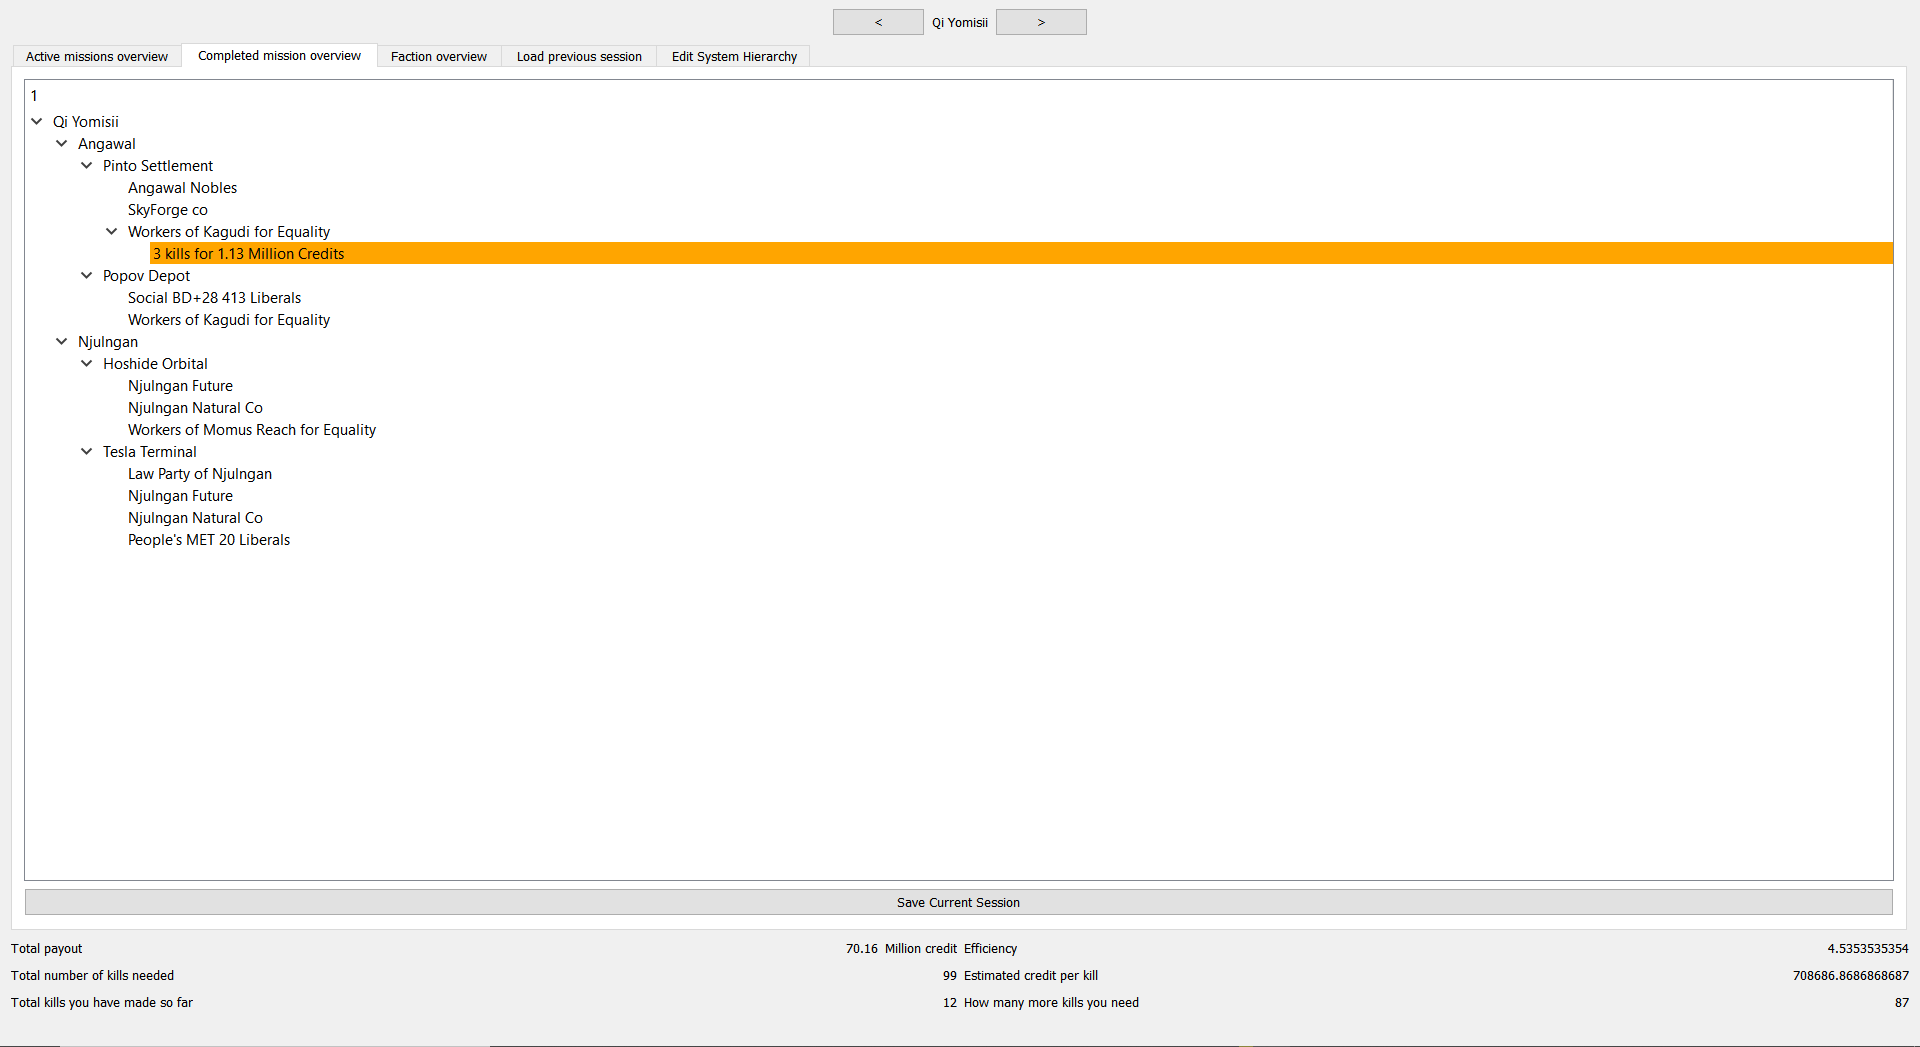 < Qi Yomisii >
Active missions overview Completed mission overview Faction overview Load previous session Edit System Hierarchy
1
Qi Yomisii
Angawal
Pinto Settlement
Angawal Nobles
SkyForge co
Workers of Kagudi for Equality
3 kills for 1.13 Million Credits
Popov Depot
Social BD+28 413 Liberals
Workers of Kagudi for Equality
Njulngan
Hoshide Orbital
Njulngan Future
Njulngan Natural Co
Workers of Momus Reach for Equality
Tesla Terminal
Law Party of Njulngan
Njulngan Future
Njulngan Natural Co
People's MET 20 Liberals
Save Current Session
Total payout 70.16 Million credit Efficiency 4.5353535354
Total number of kills needed 99 Estimated credit per kill 708686.8686868687
Total kills you have made so far 12 How many more kills you need 87